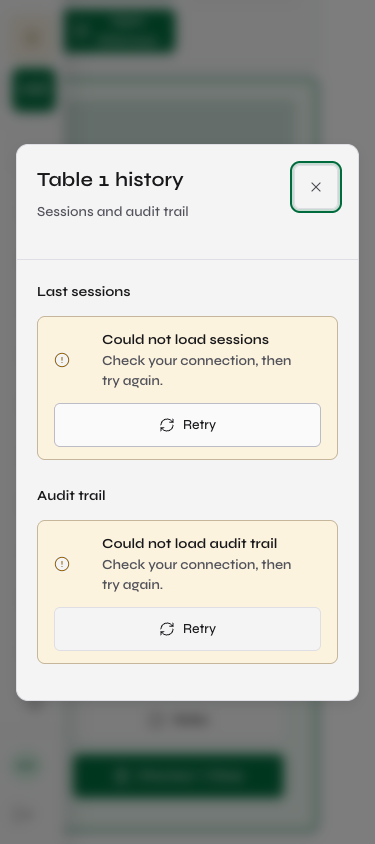 Table 1 history
Sessions and audit trail
Last sessions
Could not load sessions
Check your connection, then
try again.
Retry
Audit trail
Could not load audit trail
Check your connection, then
try again.
Retry